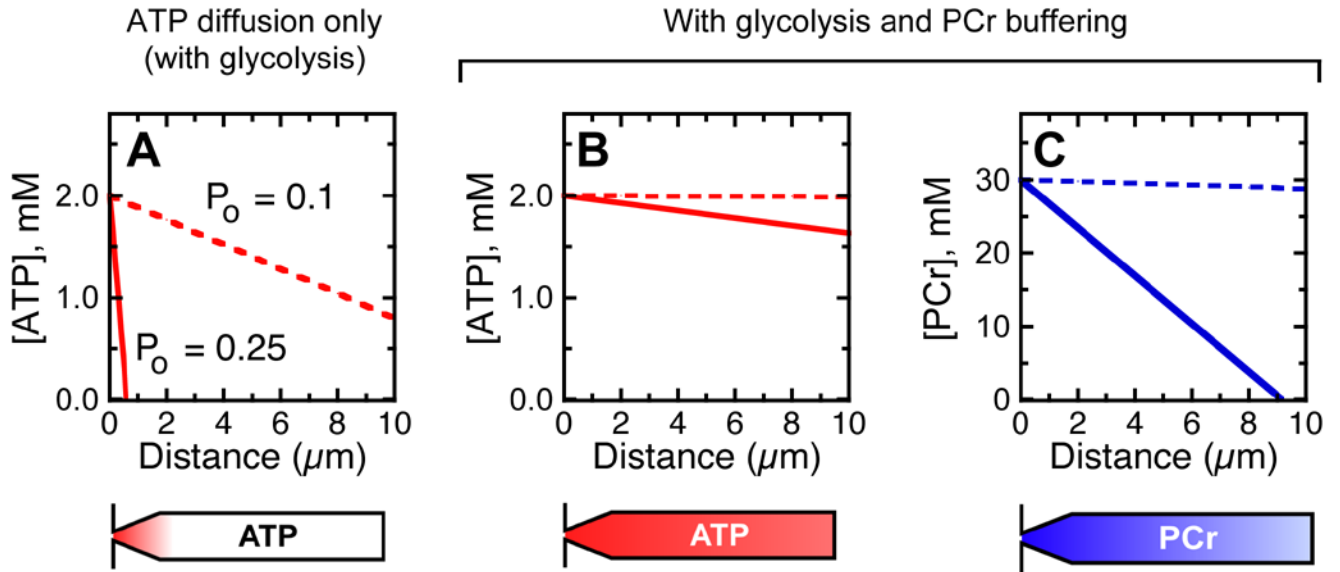 ATP diffusion only
(with glycolysis)
With glycolysis and PCr buffering
A
[ATP], mM
2.0
1.0
0.0
Po = 0.1
Po = 0.25
0 2 4 6 8 10
Distance (µm)
ATP
B
[ATP], mM
2.0
1.0
0.0
0 2 4 6 8 10
Distance (µm)
ATP
C
[PCr], mM
30
20
10
0
0 2 4 6 8 10
Distance (µm)
PCr